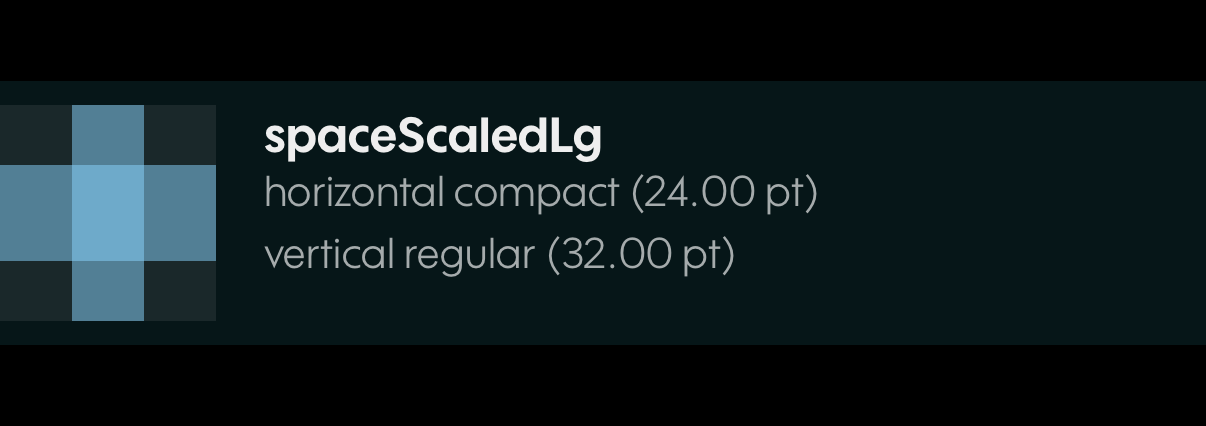 spaceScaledLg
horizontal compact (24.00 pt)
vertical regular (32.00 pt)